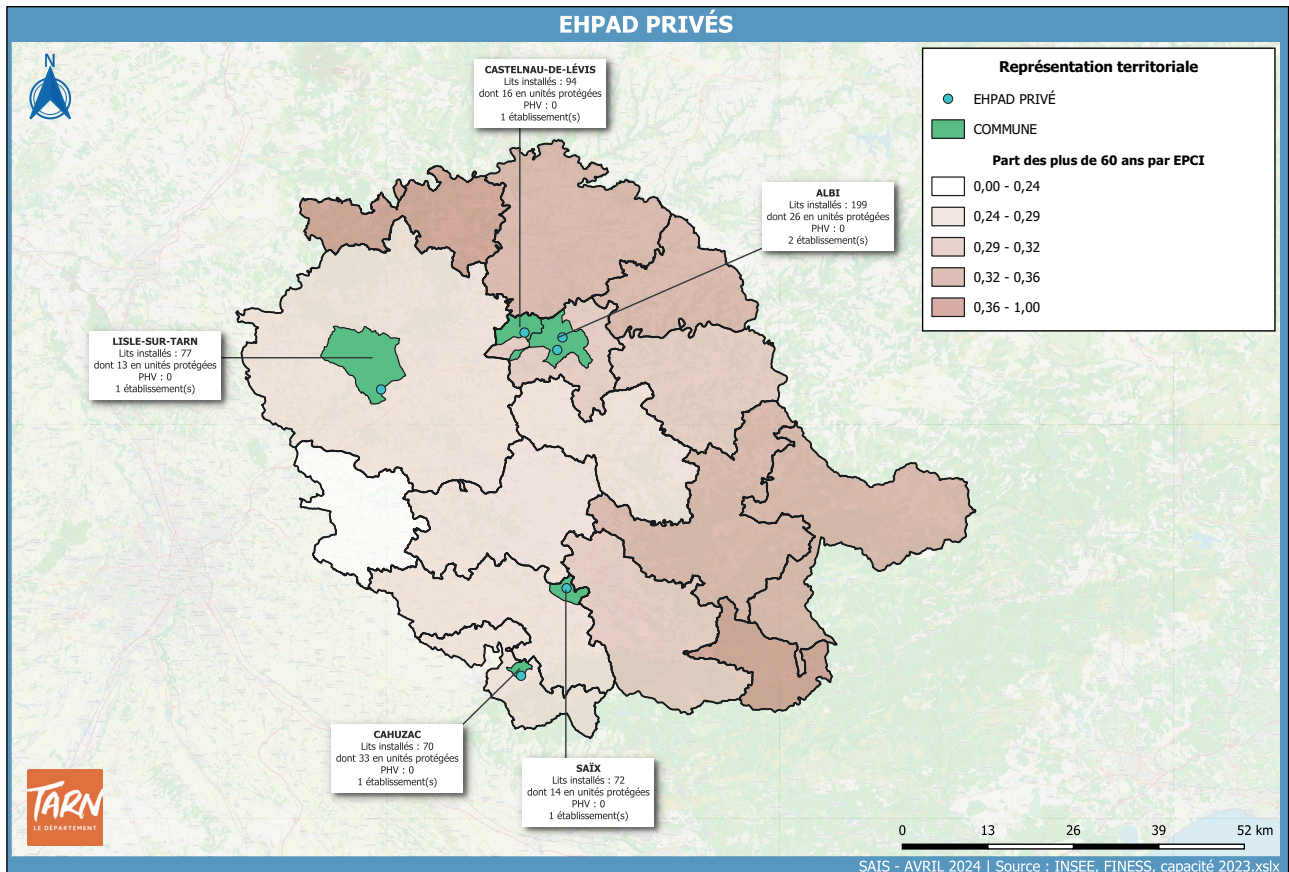 EHPAD PRIVÉS
N
CASTELNAU-DE-LÉVIS
Lits installés : 94
dont 16 en unités protégées
PHV : 0
1 établissement(s)
ALBI
Lits installés : 199
dont 26 en unités protégées
PHV : 0
2 établissement(s)
LISLE-SUR-TARN
Lits installés : 77
dont 13 en unités protégées
PHV : 0
1 établissement(s)
CAHUZAC
Lits installés : 70
dont 33 en unités protégées
PHV : 0
1 établissement(s)
SAÏX
Lits installés : 72
dont 14 en unités protégées
PHV : 0
1 établissement(s)
Représentation territoriale
EHPAD PRIVÉ
COMMUNE
Part des plus de 60 ans par EPCI
0,00 - 0,24
0,24 - 0,29
0,29 - 0,32
0,32 - 0,36
0,36 - 1,00
TARN
LE DÉPARTEMENT
0 13 26 39 52 km
SAIS - AVRIL 2024 | Source : INSEE, FINESS, capacité 2023.xslx